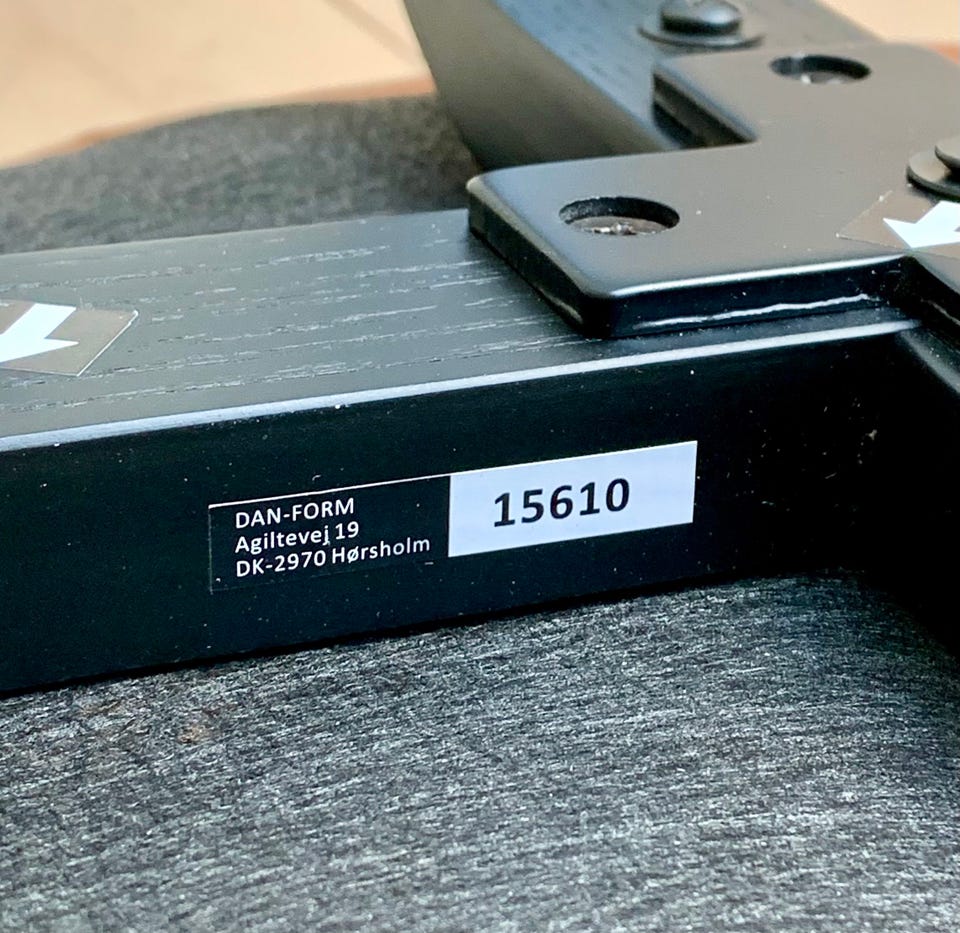 DAN-FORM
Agiltevej 19
DK-2970 Hørsholm
15610